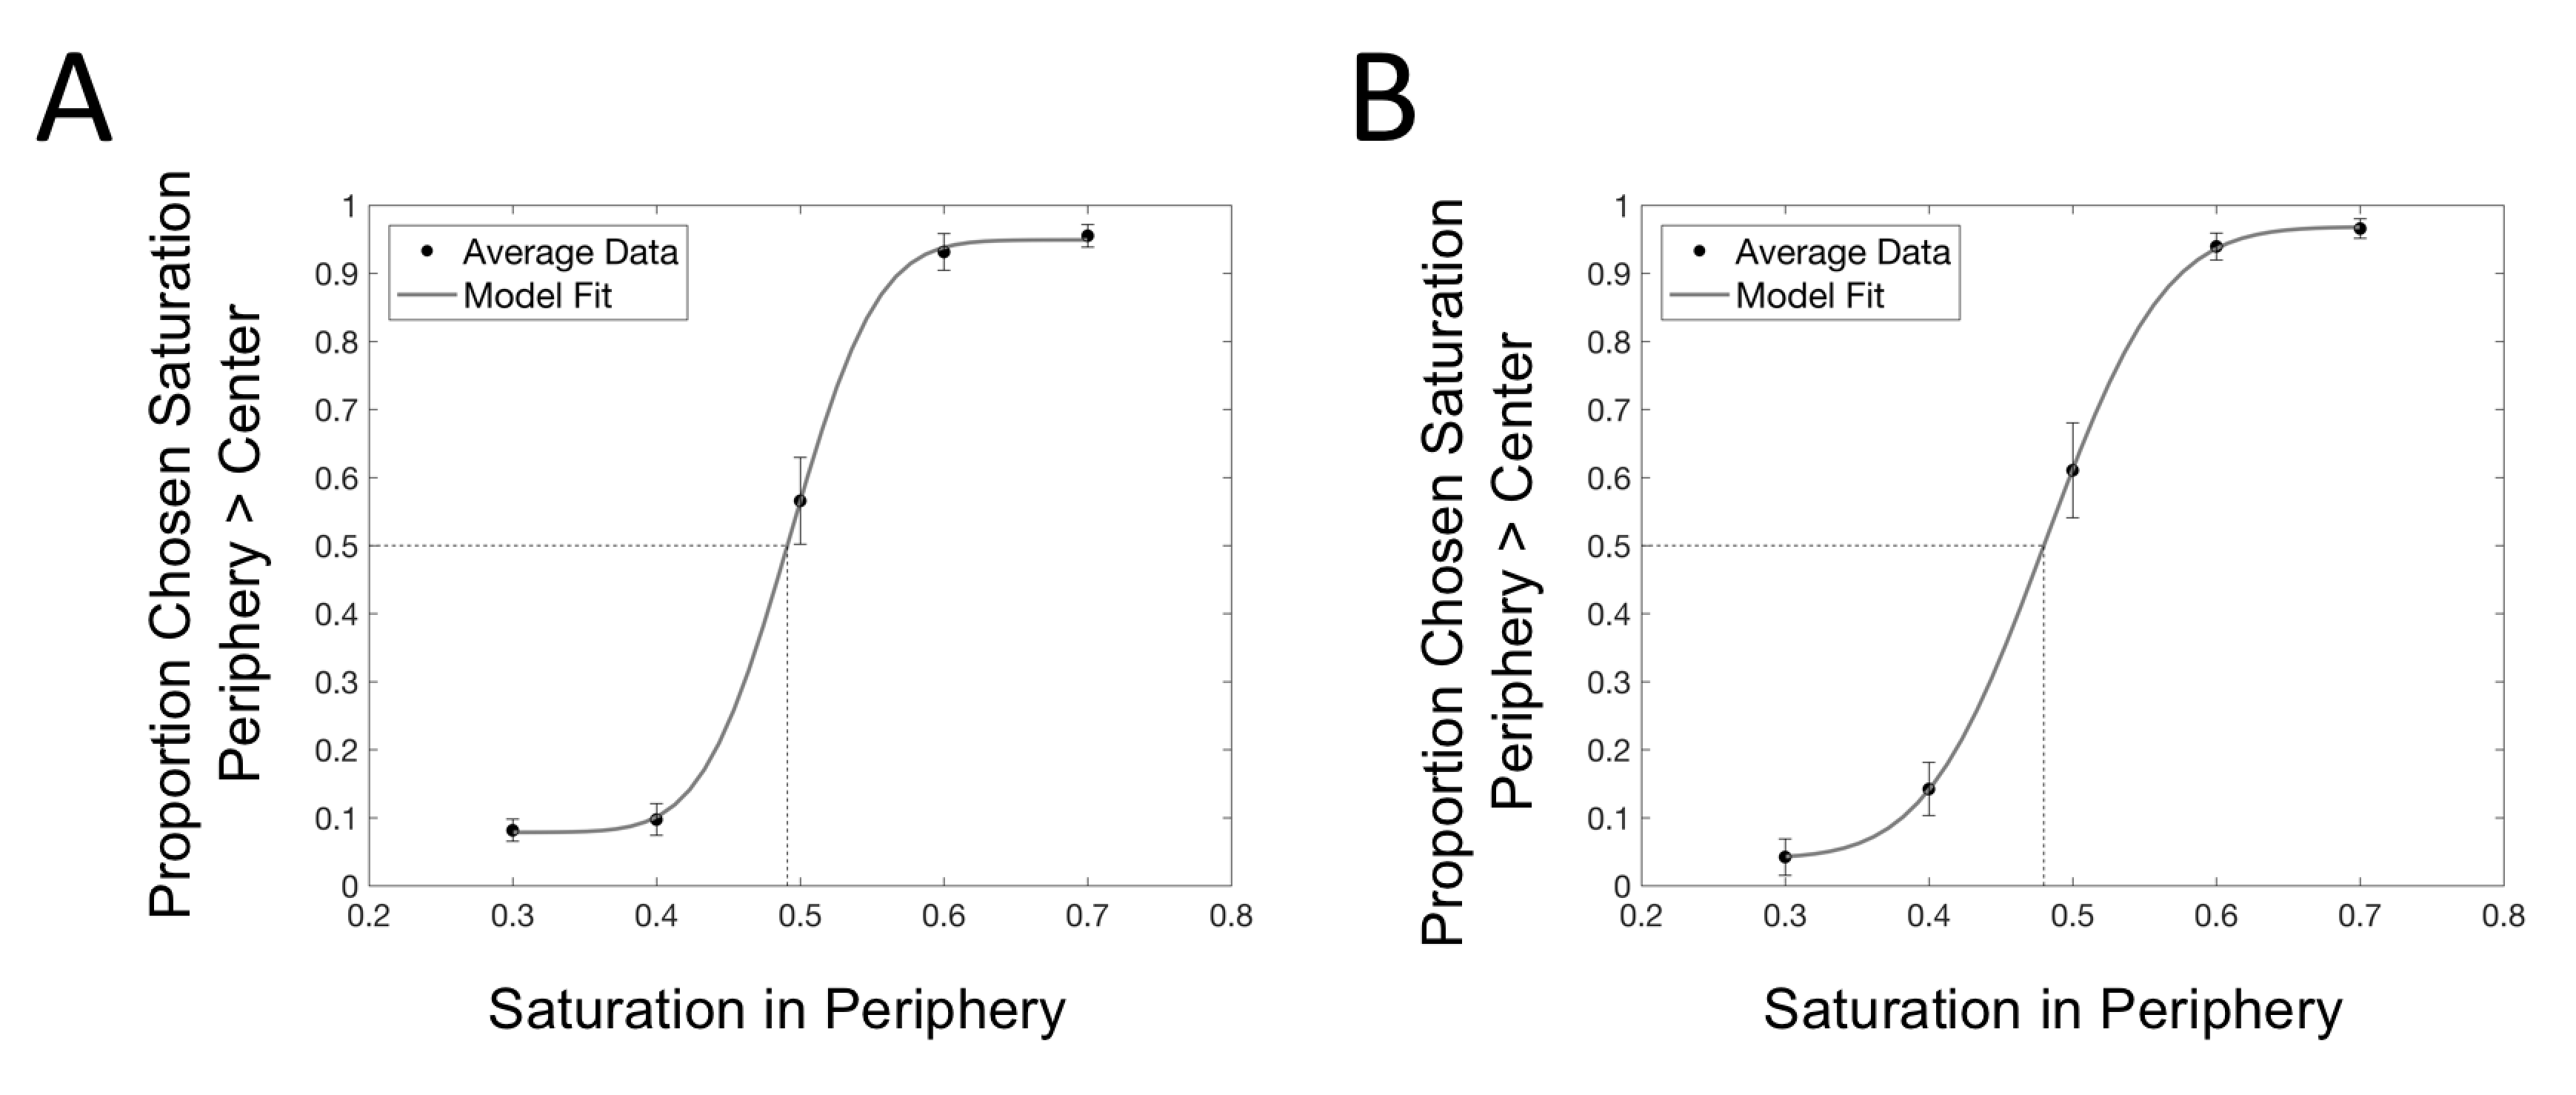 A
Proportion Chosen Saturation
Periphery > Center
1
0.9
0.8
0.7
0.6
0.5
0.4
0.3
0.2
0.1
0
Average Data
Model Fit
0.2 0.3 0.4 0.5 0.6 0.7 0.8
Saturation in Periphery
B
Proportion Chosen Saturation
Periphery > Center
1
0.9
0.8
0.7
0.6
0.5
0.4
0.3
0.2
0.1
0
Average Data
Model Fit
0.2 0.3 0.4 0.5 0.6 0.7 0.8
Saturation in Periphery